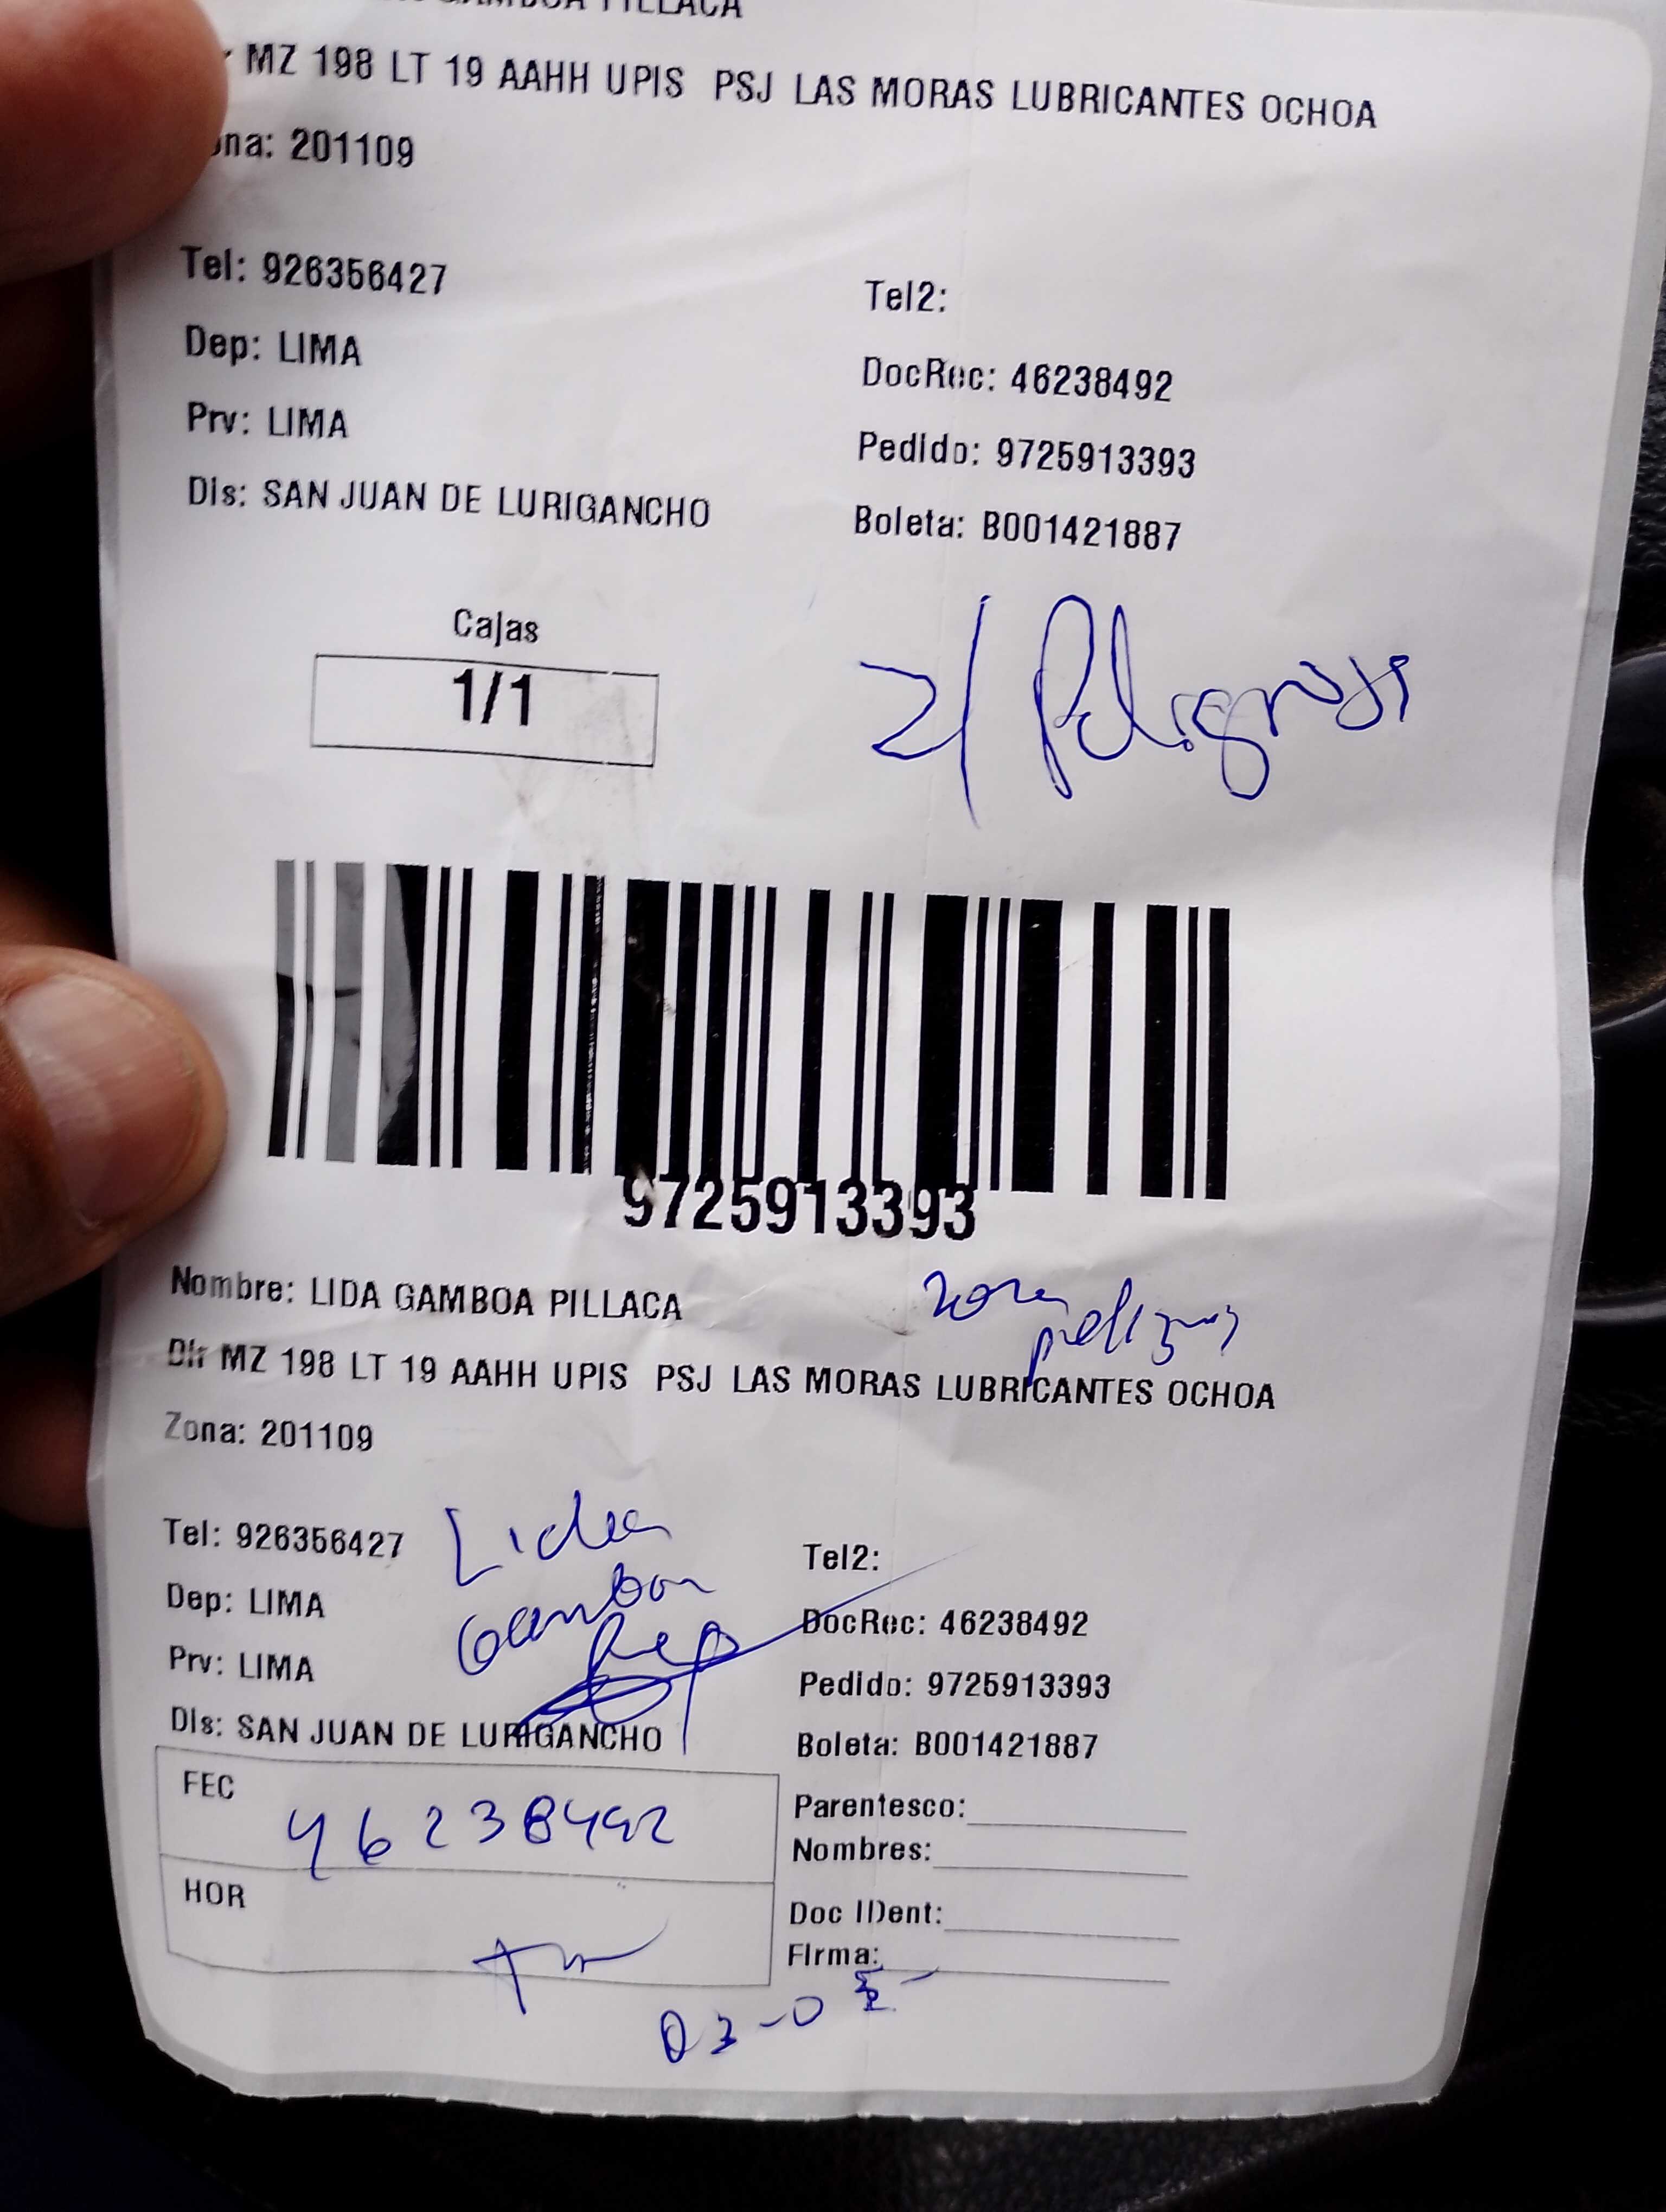 GAMBOA PILLACA
MZ 198 LT 19 AAHH UPIS PSJ LAS MORAS LUBRICANTES OCHOA
ona: 201109
Tel: 926356427
Tel2:
Dep: LIMA
DocRec: 46238492
Prv: LIMA
Pedido: 9725913393
Dis: SAN JUAN DE LURIGANCHO
Boleta: B001421887
Cajas
1/1
Z/ Peligrosa
9725913393
Nombre: LIDA GAMBOA PILLACA
zona
Dir MZ 198 LT 19 AAHH UPIS PSJ LAS MORAS LUBRICANTES OCHOA
Zona: 201109
Tel: 926356427
Lida
Tel2:
Dep: LIMA
Gamboa
DocRec: 46238492
Prv: LIMA
Pedido: 9725913393
Dis: SAN JUAN DE LURIGANCHO
Boleta: B001421887
FEC
46238492
Parentesco:
Nombres:
HOR
Doc IDent:
Firma: